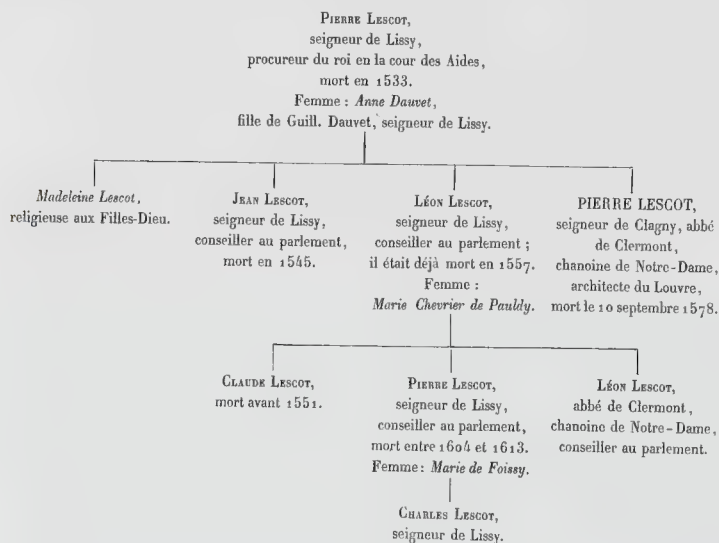 PIERRE LESCOT,
seigneur de Lissy,
procureur du roi en la cour des Aides,
mort en 1533.
Femme : Anne Dauvet,
fille de Guill. Dauvet, seigneur de Lissy.
Madeleine Lescot,
religieuse aux Filles-Dieu.
JEAN LESCOT,
seigneur de Lissy,
conseiller au parlement,
mort en 1545.
LÉON LESCOT,
seigneur de Lissy,
conseiller au parlement ;
il était déjà mort en 1557.
Femme :
Marie Chevrier de Pauldy.
PIERRE LESCOT,
seigneur de Clagny, abbé
de Clermont,
chanoine de Notre-Dame,
architecte du Louvre,
mort le 10 septembre 1578.
CLAUDE LESCOT,
mort avant 1551.
PIERRE LESCOT,
seigneur de Lissy,
conseiller au parlement,
mort entre 1604 et 1613.
Femme : Marie de Foissy.
LÉON LESCOT,
abbé de Clermont,
chanoine de Notre-Dame,
conseiller au parlement.
CHARLES LESCOT,
seigneur de Lissy.